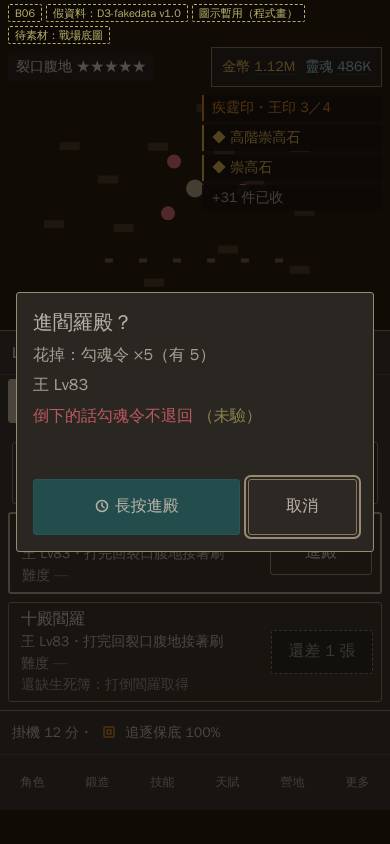 B06
假資料：D3-fakedata v1.0
圖示暫用（程式畫）
待素材：戰場底圖
裂口腹地 ★★★★★
金幣 1.12M 靈魂 486K
疾霆印・王印 3／4
◆ 高階崇高石
◆ 崇高石
+31 件已收
進閻羅殿？
花掉：勾魂令 ×5（有 5）
王 Lv83
倒下的話勾魂令不退回（未驗）
長按進殿
取消
王 Lv83・打完回裂口腹地接著刷
進殿
難度 —
十殿閻羅
王 Lv83・打完回裂口腹地接著刷
難度 —
還缺生死簿：打倒閻羅取得
還差 1 張
掛機 12 分・ 追逐保底 100%
角色 鍛造 技能 天賦 營地 更多